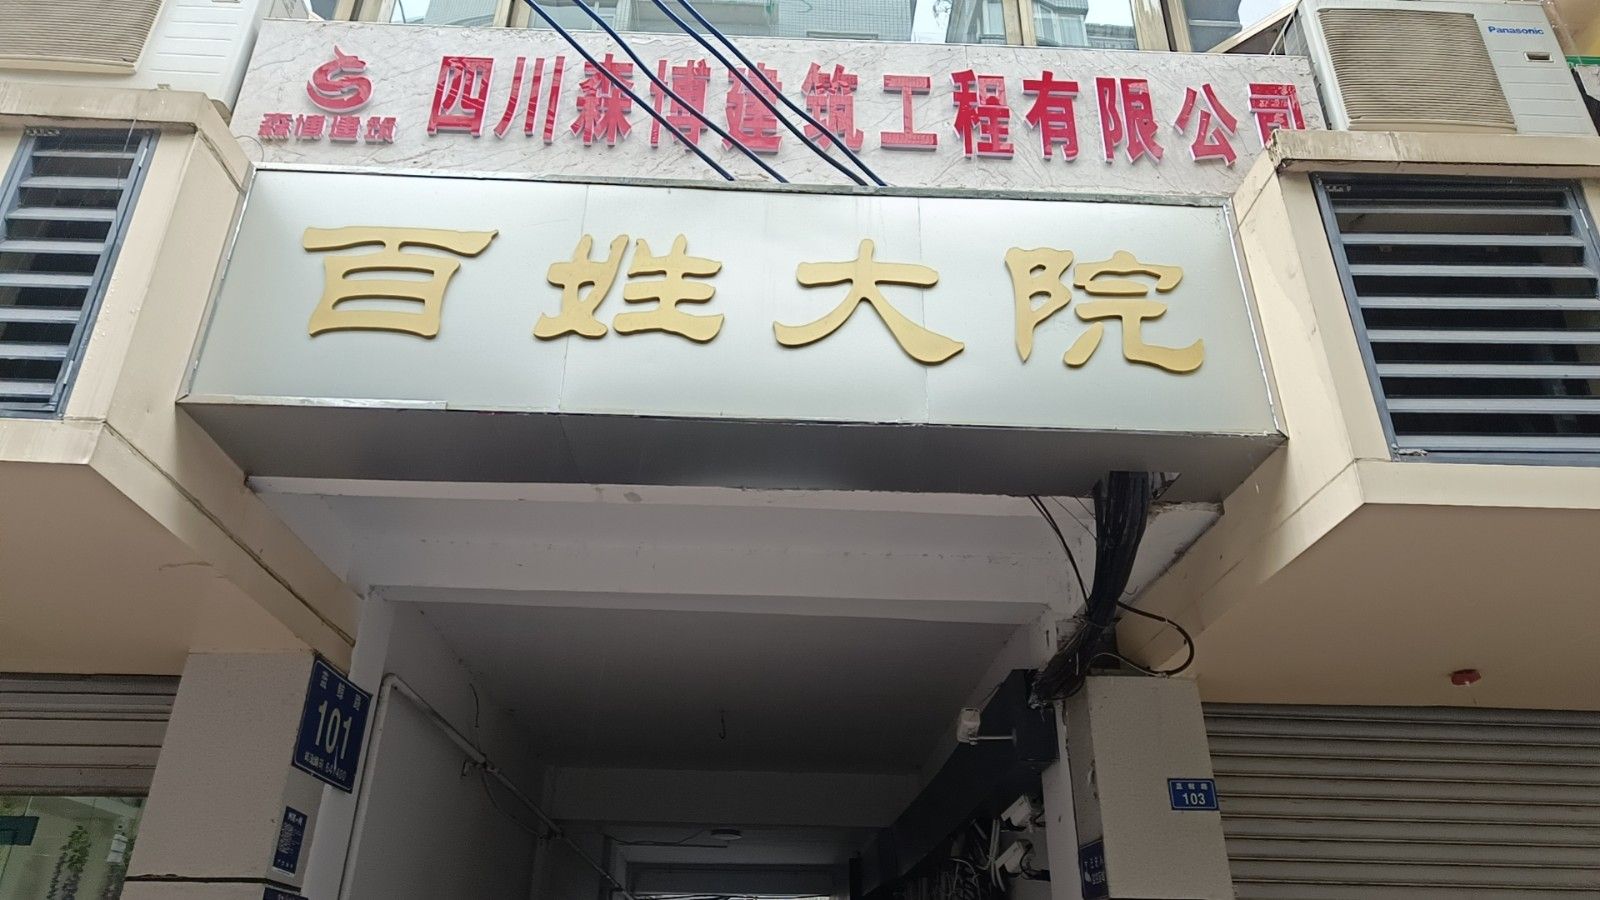 Panasonic
森博建筑
四川森博建筑工程有限公司
百姓大院
101
103